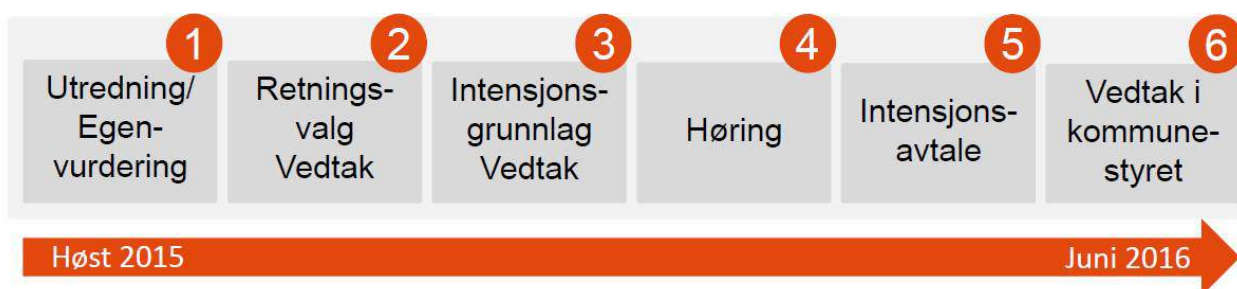 1
Utredning/
Egen-
vurdering
2
Retnings-
valg
Vedtak
3
Intensjons-
grunnlag
Vedtak
4
Høring
5
Intensjons-
avtale
6
Vedtak i
kommune-
styret
Høst 2015
Juni 2016